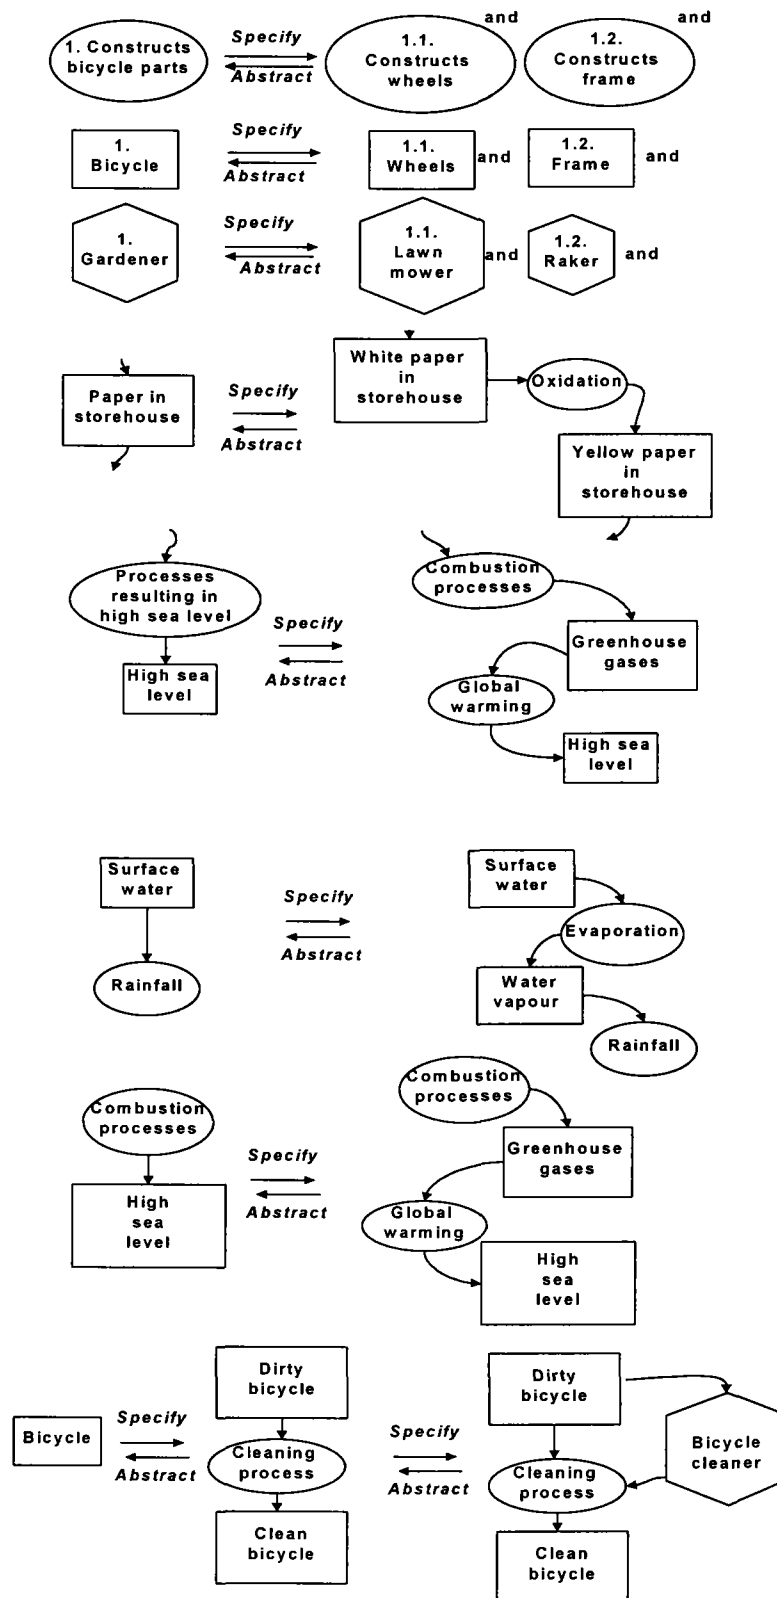 and
and
1. Constructs
bicycle parts
Specify
Abstract
1.1.
Constructs
wheels
1.2.
Constructs
frame
1.
Bicycle
Specify
Abstract
1.1.
Wheels
and
1.2.
Frame
and
1.
Gardener
Specify
Abstract
1.1.
Lawn
mower
and
1.2.
Raker
and
Paper in
storehouse
Specify
Abstract
White paper
in
storehouse
Oxidation
Yellow paper
in
storehouse
Processes
resulting in
high sea level
High sea
level
Specify
Abstract
Combustion
processes
Greenhouse
gases
Global
warming
High sea
level
Surface
water
Rainfall
Specify
Abstract
Surface
water
Evaporation
Water
vapour
Rainfall
Combustion
processes
High
sea
level
Specify
Abstract
Combustion
processes
Greenhouse
gases
Global
warming
High
sea
level
Bicycle
Specify
Abstract
Dirty
bicycle
Cleaning
process
Clean
bicycle
Specify
Abstract
Dirty
bicycle
Bicycle
cleaner
Cleaning
process
Clean
bicycle